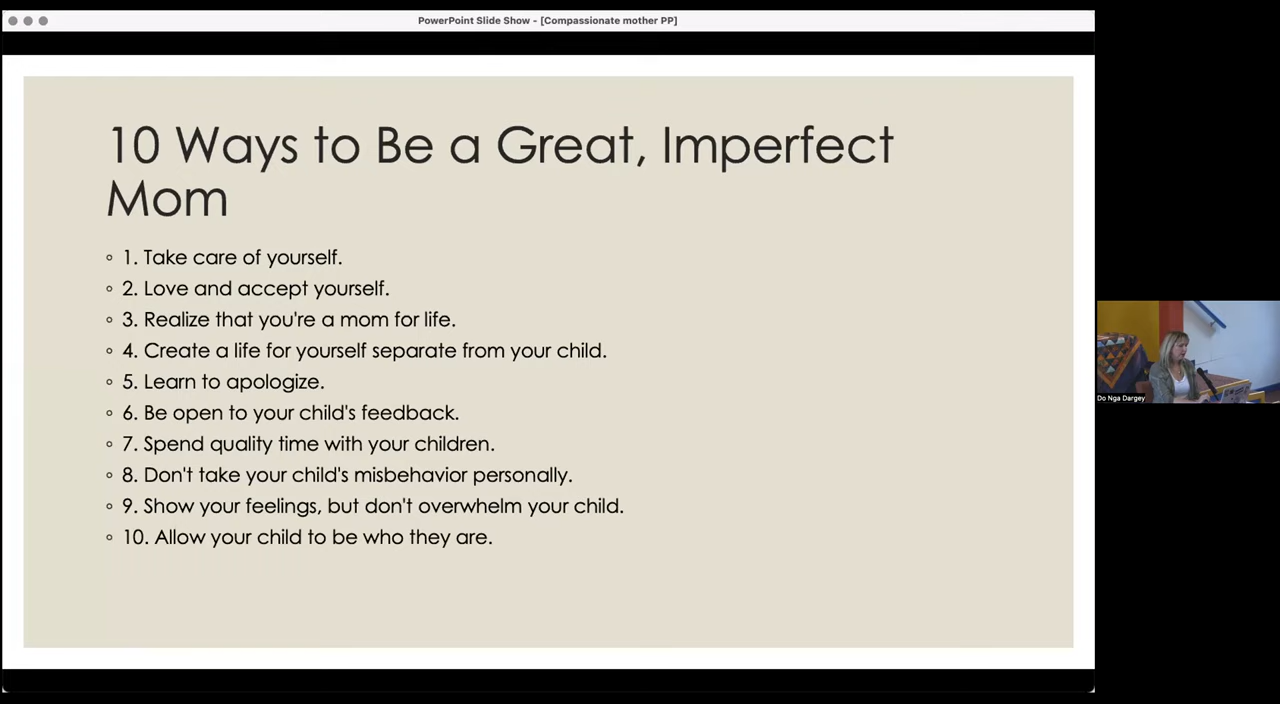 PowerPoint Slide Show - [Compassionate mother PP]
10 Ways to Be a Great, Imperfect
Mom
◦ 1. Take care of yourself.
◦ 2. Love and accept yourself.
◦ 3. Realize that you're a mom for life.
◦ 4. Create a life for yourself separate from your child.
◦ 5. Learn to apologize.
◦ 6. Be open to your child's feedback.
◦ 7. Spend quality time with your children.
◦ 8. Don't take your child's misbehavior personally.
◦ 9. Show your feelings, but don't overwhelm your child.
◦ 10. Allow your child to be who they are.
Do Nga Dargey